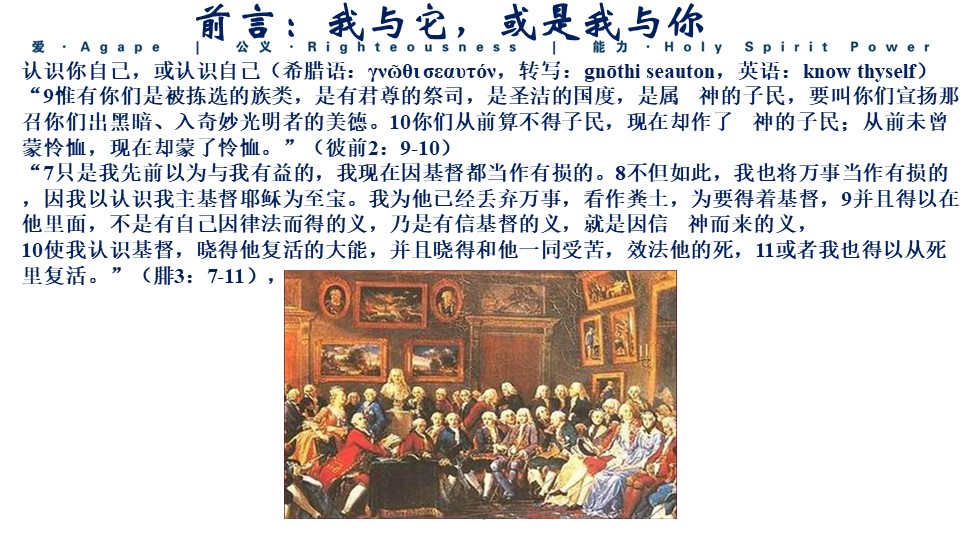 前言：我与它，或是我与你
爱 · Agape | 公义 · Righteousness | 能力 · Holy Spirit Power
认识你自己，或认识自己（希腊语：γνῶθι σεαυτόν，转写：gnōthi seauton，英语：know thyself）
“9惟有你们是被拣选的族类，是有君尊的祭司，是圣洁的国度，是属　神的子民，要叫你们宣扬那
召你们出黑暗、入奇妙光明者的美德。10你们从前算不得子民，现在却作了　神的子民；从前未曾
蒙怜恤，现在却蒙了怜恤。”（彼前2：9-10）
“7只是我先前以为与我有益的，我现在因基督都当作有损的。8不但如此，我也将万事当作有损的
，因我以认识我主基督耶稣为至宝。我为他已经丢弃万事，看作粪土，为要得着基督，9并且得以在
他里面，不是有自己因律法而得的义，乃是有信基督的义，就是因信　神而来的义，
10使我认识基督，晓得他复活的大能，并且晓得和他一同受苦，效法他的死，11或者我也得以从死
里复活。”（腓3：7-11），